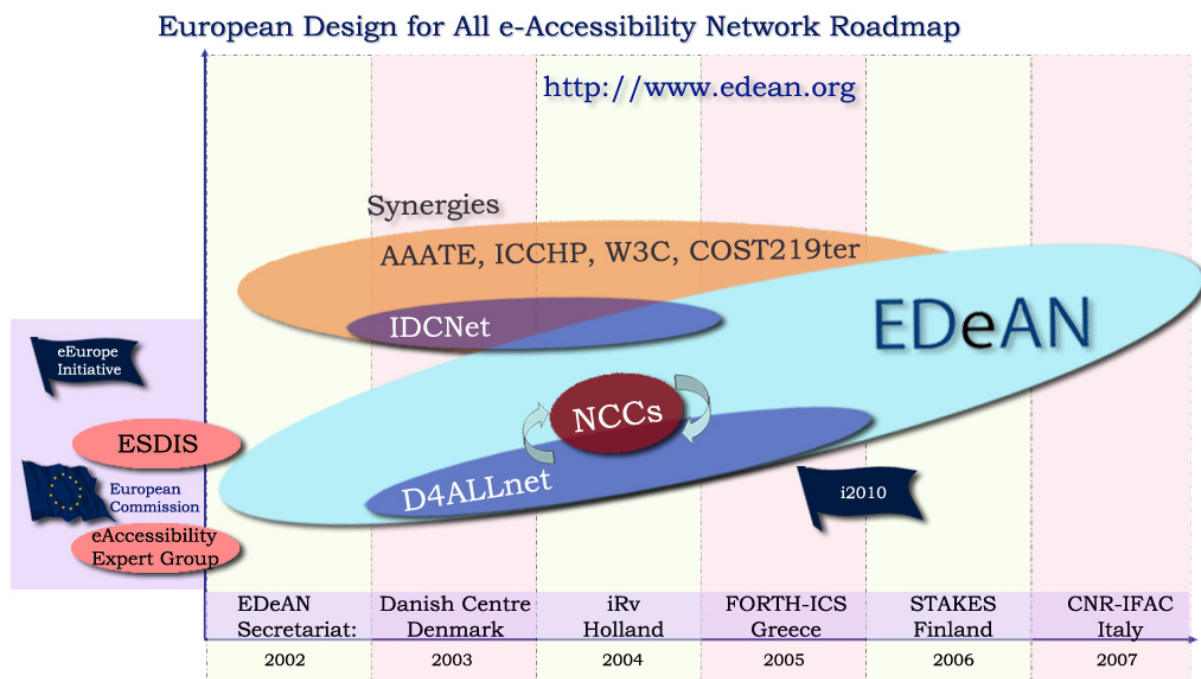 European Design for All e-Accessibility Network Roadmap
http://www.edean.org
Synergies
AAATE, ICCHP, W3C, COST219ter
IDCNet
EDeAN
eEurope
Initiative
NCCs
ESDIS
D4ALLnet
European
Commission
i2010
eAccessibility
Expert Group
EDeAN
Secretariat:
Danish Centre
Denmark
iRv
Holland
FORTH-ICS
Greece
STAKES
Finland
CNR-IFAC
Italy
2002
2003
2004
2005
2006
2007